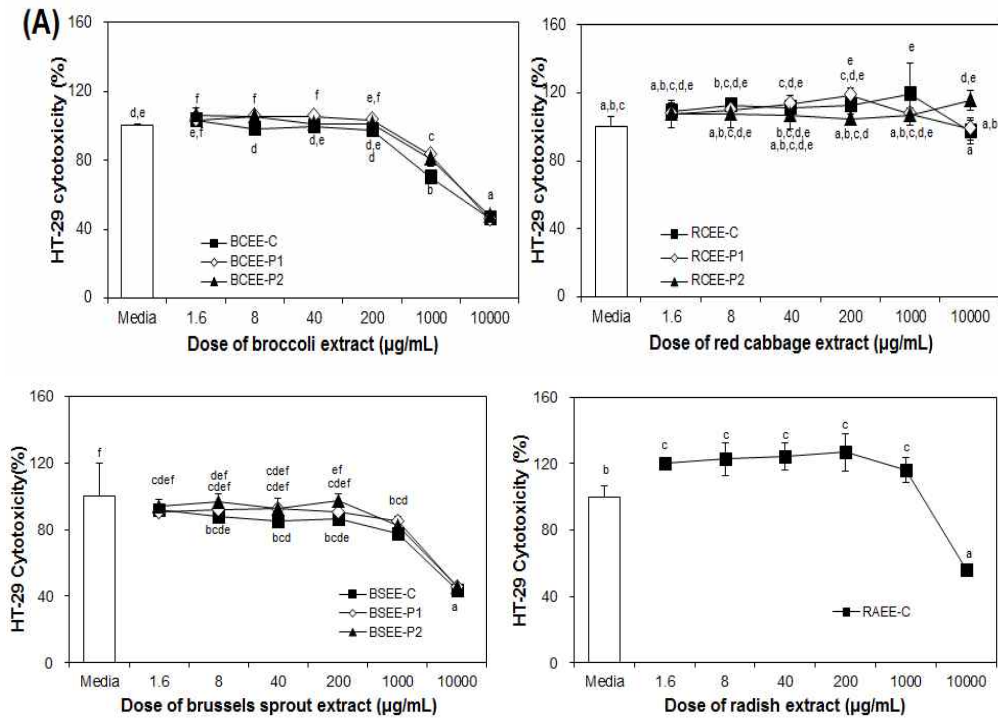 (A)
160
120
80
40
0
HT-29 cytotoxicity (%)
d,e
f
f
f
e,f
e,f
d
d,e
d,e
d
c
b
a
BCEE-C
BCEE-P1
BCEE-P2
Media 1.6 8 40 200 1000 10000
Dose of broccoli extract (µg/mL)
160
120
80
40
0
HT-29 cytotoxicity (%)
a,b,c
a,b,c,d,e
b,c,d,e
c,d,e
e
c,d,e
e
d,e
a,b,c,d,e
b,c,d,e
a,b,c,d,e
a,b,c,d
a,b,c,d,e
a,b
a
RCEE-C
RCEE-P1
RCEE-P2
Media 1.6 8 40 200 1000 10000
Dose of red cabbage extract (µg/mL)
160
120
80
40
0
HT-29 Cytotoxicity(%)
f
cdef
def
cdef
cdef
ef
cdef
bcd
bcde
bcd
bcde
a
BSEE-C
BSEE-P1
BSEE-P2
Media 1.6 8 40 200 1000 10000
Dose of brussels sprout extract (µg/mL)
160
120
80
40
0
HT-29 Cytotoxicity (%)
b
c
c
c
c
c
a
RAEE-C
Media 1.6 8 40 200 1000 10000
Dose of radish extract (µg/mL)